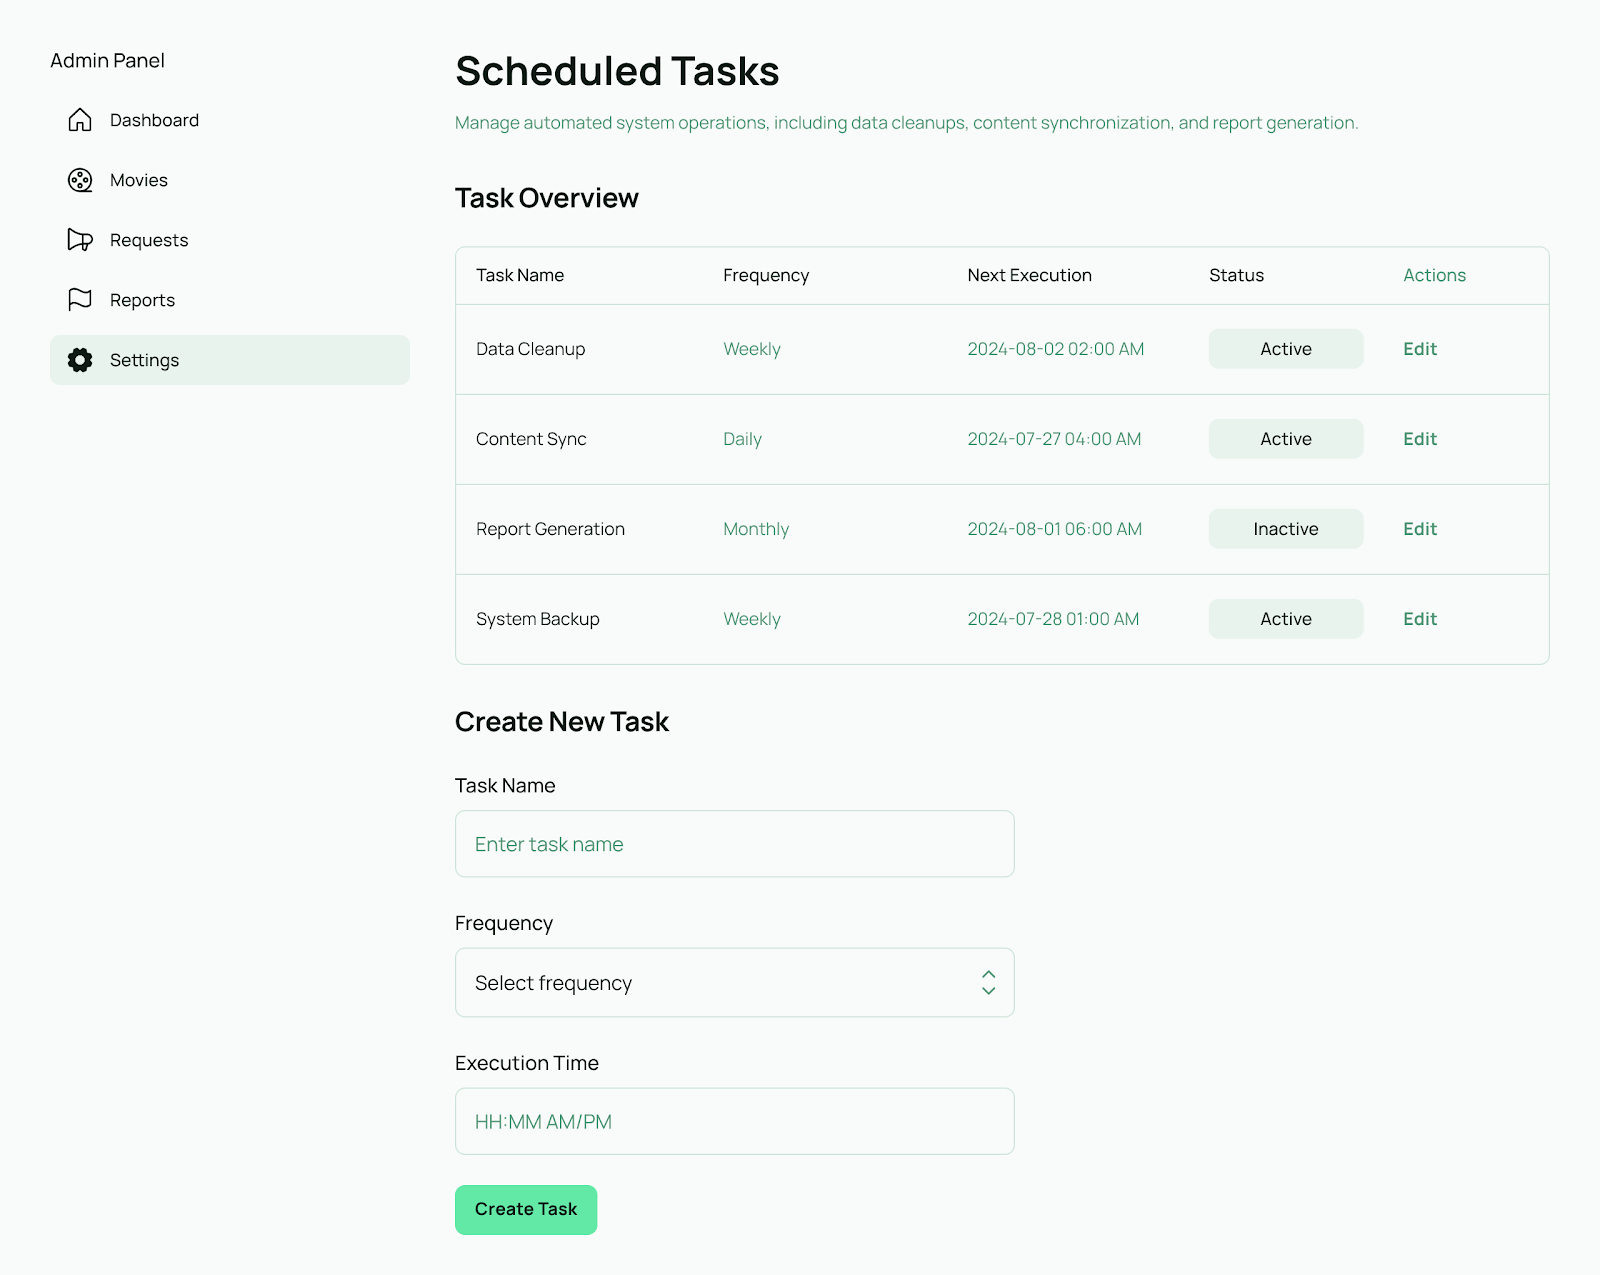 Admin Panel
Dashboard
Movies
Requests
Reports
Settings
Scheduled Tasks
Manage automated system operations, including data cleanups, content synchronization, and report generation.
Task Overview
Task Name Frequency Next Execution Status Actions
Data Cleanup Weekly 2024-08-02 02:00 AM Active Edit
Content Sync Daily 2024-07-27 04:00 AM Active Edit
Report Generation Monthly 2024-08-01 06:00 AM Inactive Edit
System Backup Weekly 2024-07-28 01:00 AM Active Edit
Create New Task
Task Name
Enter task name
Frequency
Select frequency
Execution Time
HH:MM AM/PM
Create Task